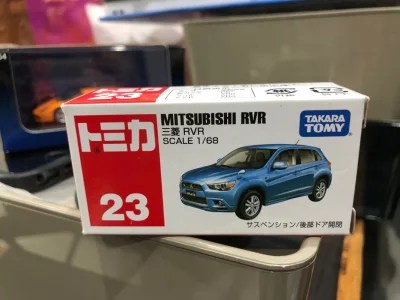 トミカ
23
MITSUBISHI RVR
三菱 RVR
SCALE 1/68
TAKARA
TOMY
サスペンション/後部ドア開閉
23